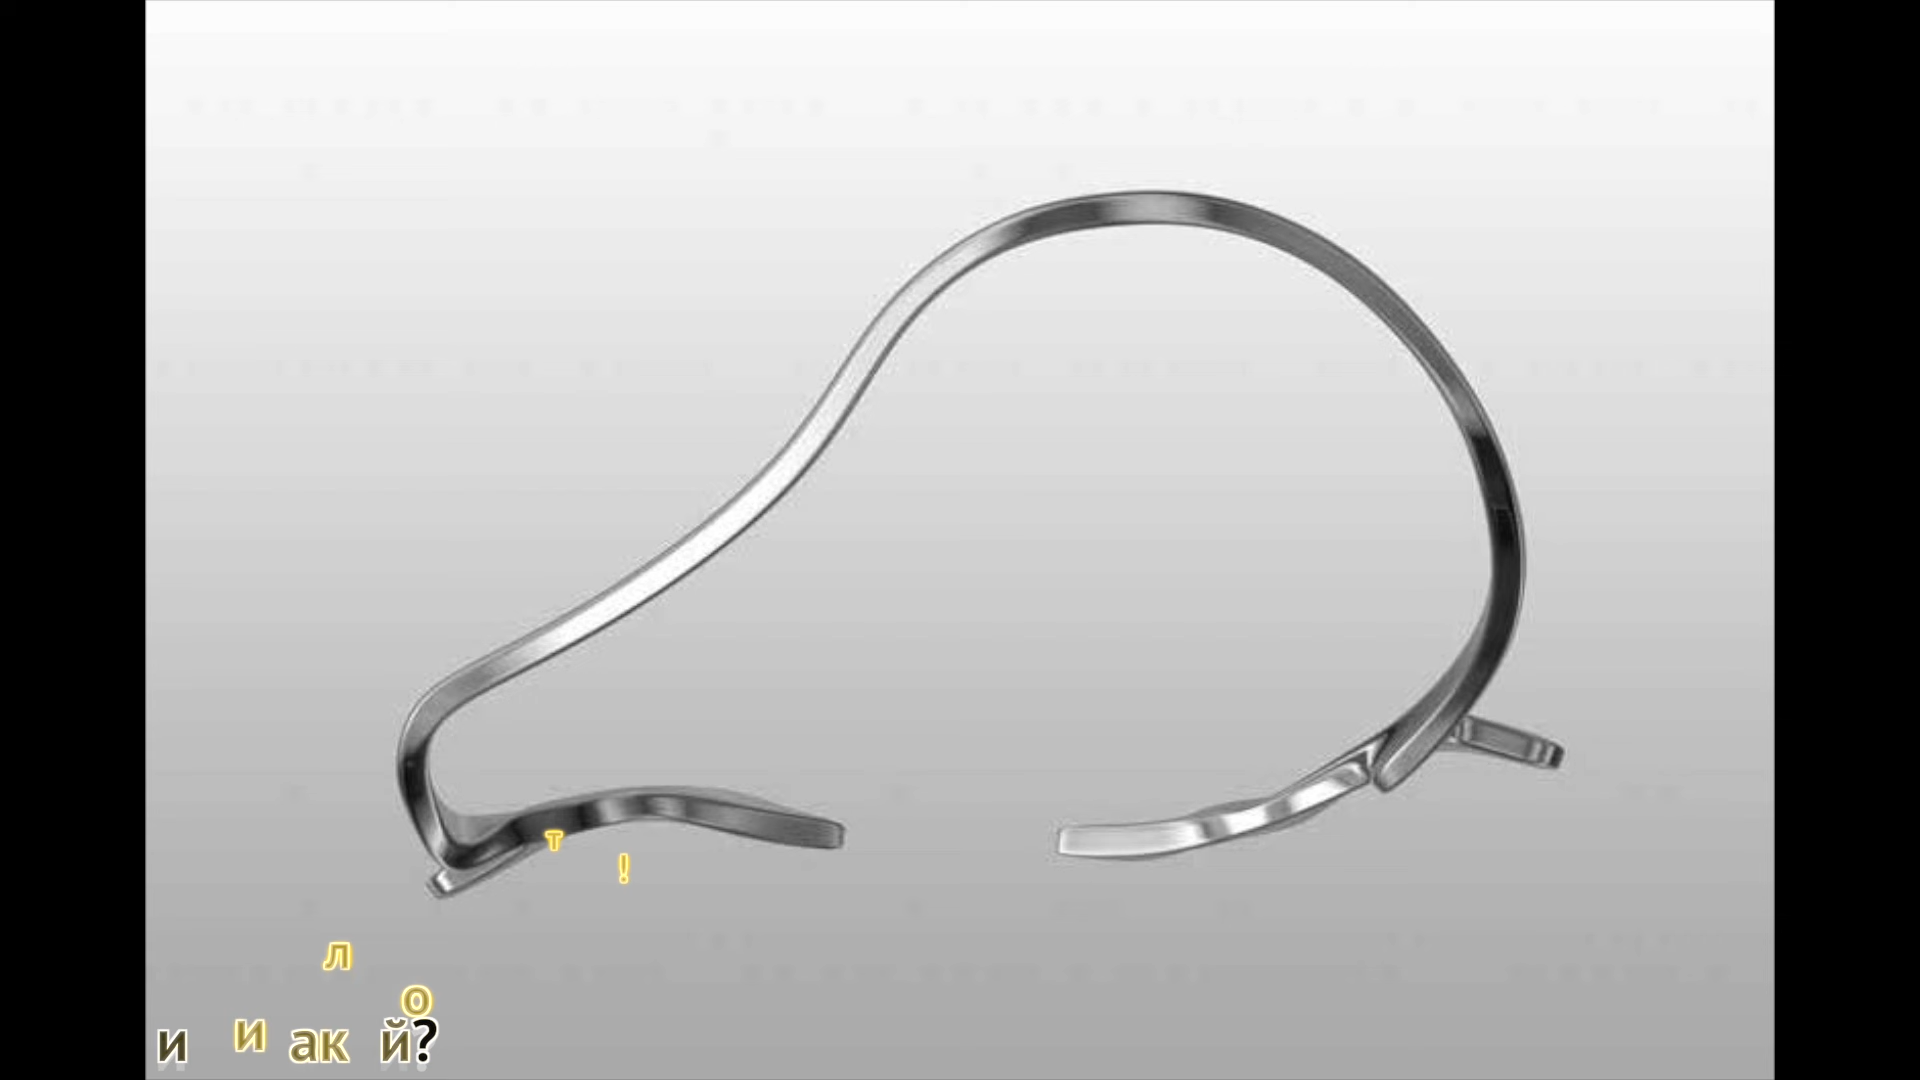 т
!
л
о
и и ак й?